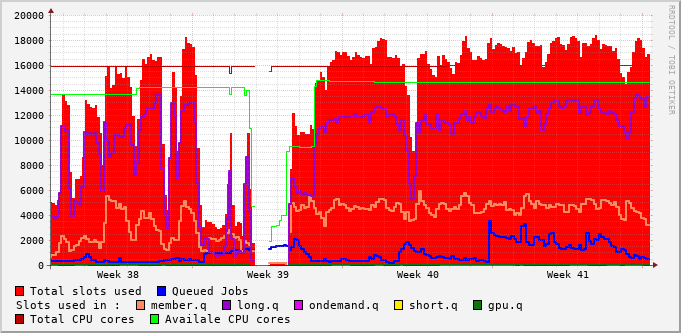 20000
18000
16000
14000
12000
10000
8000
6000
4000
2000
0
Week 38 Week 39 Week 40 Week 41
Total slots used Queued Jobs
Slots used in : member.q long.q ondemand.q short.q gpu.q
Total CPU cores Availale CPU cores
RRDTOOL / TOBI OETIKER